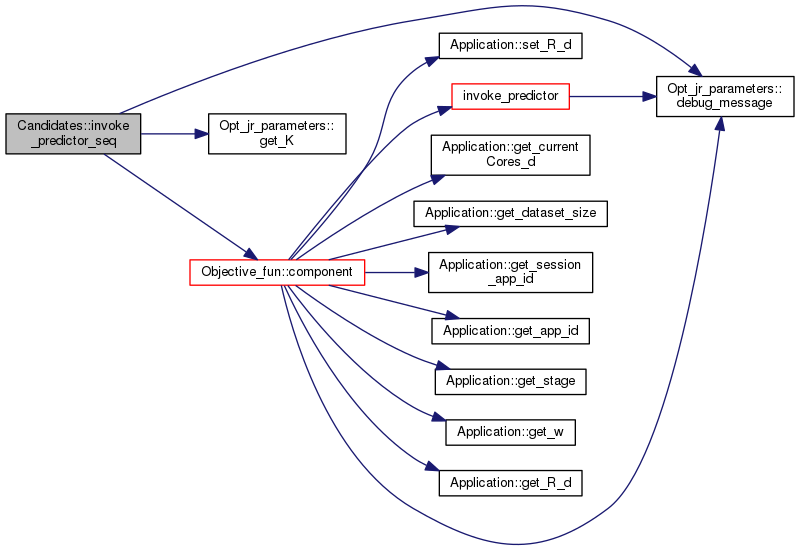 Candidates::invoke
_predictor_seq
Opt_jr_parameters::
get_K
Objective_fun::component
Application::set_R_d
invoke_predictor
Application::get_current
Cores_d
Application::get_dataset_size
Application::get_session
_app_id
Application::get_app_id
Application::get_stage
Application::get_w
Application::get_R_d
Opt_jr_parameters::
debug_message